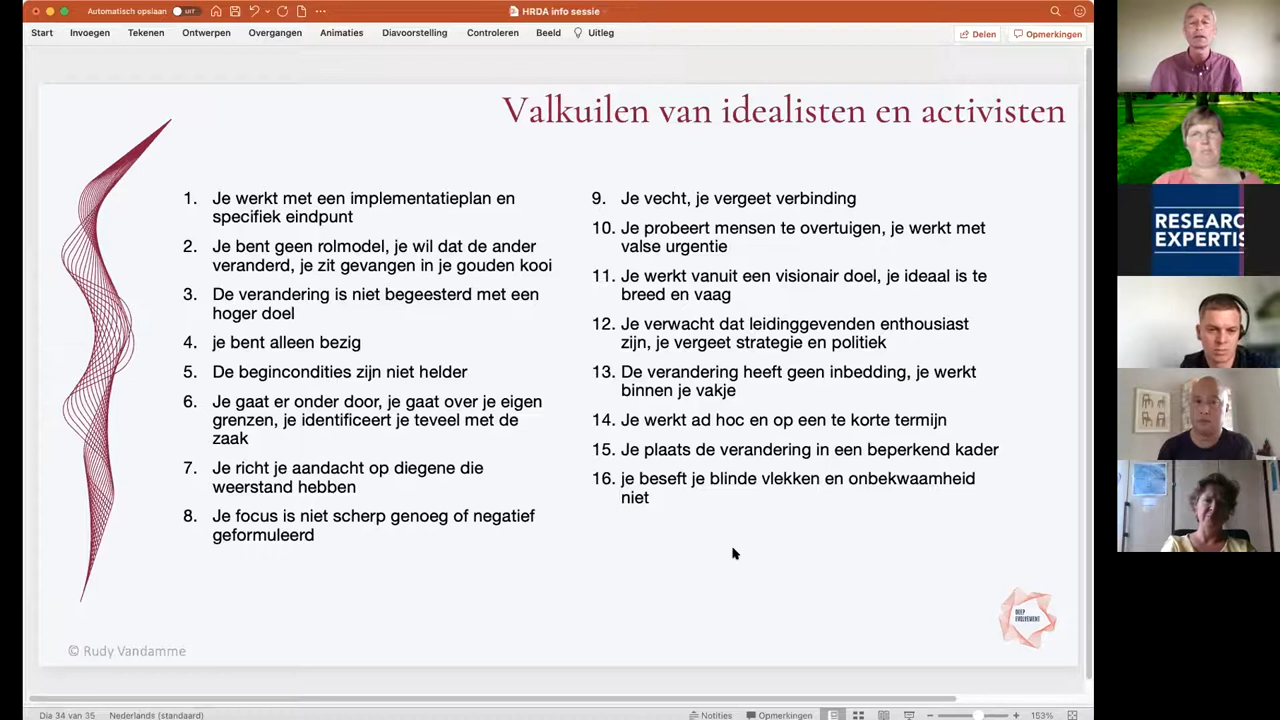 Automatisch opslaan
UIT
HRDA info sessie
Start Invoegen Tekenen Ontwerpen Overgangen Animaties Diavoorstelling Controleren Beeld Uitleg
Delen
Opmerkingen
Valkuilen van idealisten en activisten
1. Je werkt met een implementatieplan en
specifiek eindpunt
2. Je bent geen rolmodel, je wil dat de ander
veranderd, je zit gevangen in je gouden kooi
3. De verandering is niet begeesterd met een
hoger doel
4. je bent alleen bezig
5. De begincondities zijn niet helder
6. Je gaat er onder door, je gaat over je eigen
grenzen, je identificeert je teveel met de
zaak
7. Je richt je aandacht op diegene die
weerstand hebben
8. Je focus is niet scherp genoeg of negatief
geformuleerd
9. Je vecht, je vergeet verbinding
10. Je probeert mensen te overtuigen, je werkt met
valse urgentie
11. Je werkt vanuit een visionair doel, je ideaal is te
breed en vaag
12. Je verwacht dat leidinggevenden enthousiast
zijn, je vergeet strategie en politiek
13. De verandering heeft geen inbedding, je werkt
binnen je vakje
14. Je werkt ad hoc en op een te korte termijn
15. Je plaats de verandering in een beperkend kader
16. je beseft je blinde vlekken en onbekwaamheid
niet
DEEP
EVOLVEMENT
© Rudy Vandamme
Dia 34 van 35
Nederlands (standaard)
Notities
Opmerkingen
153%
RESEARC
EXPERTIS